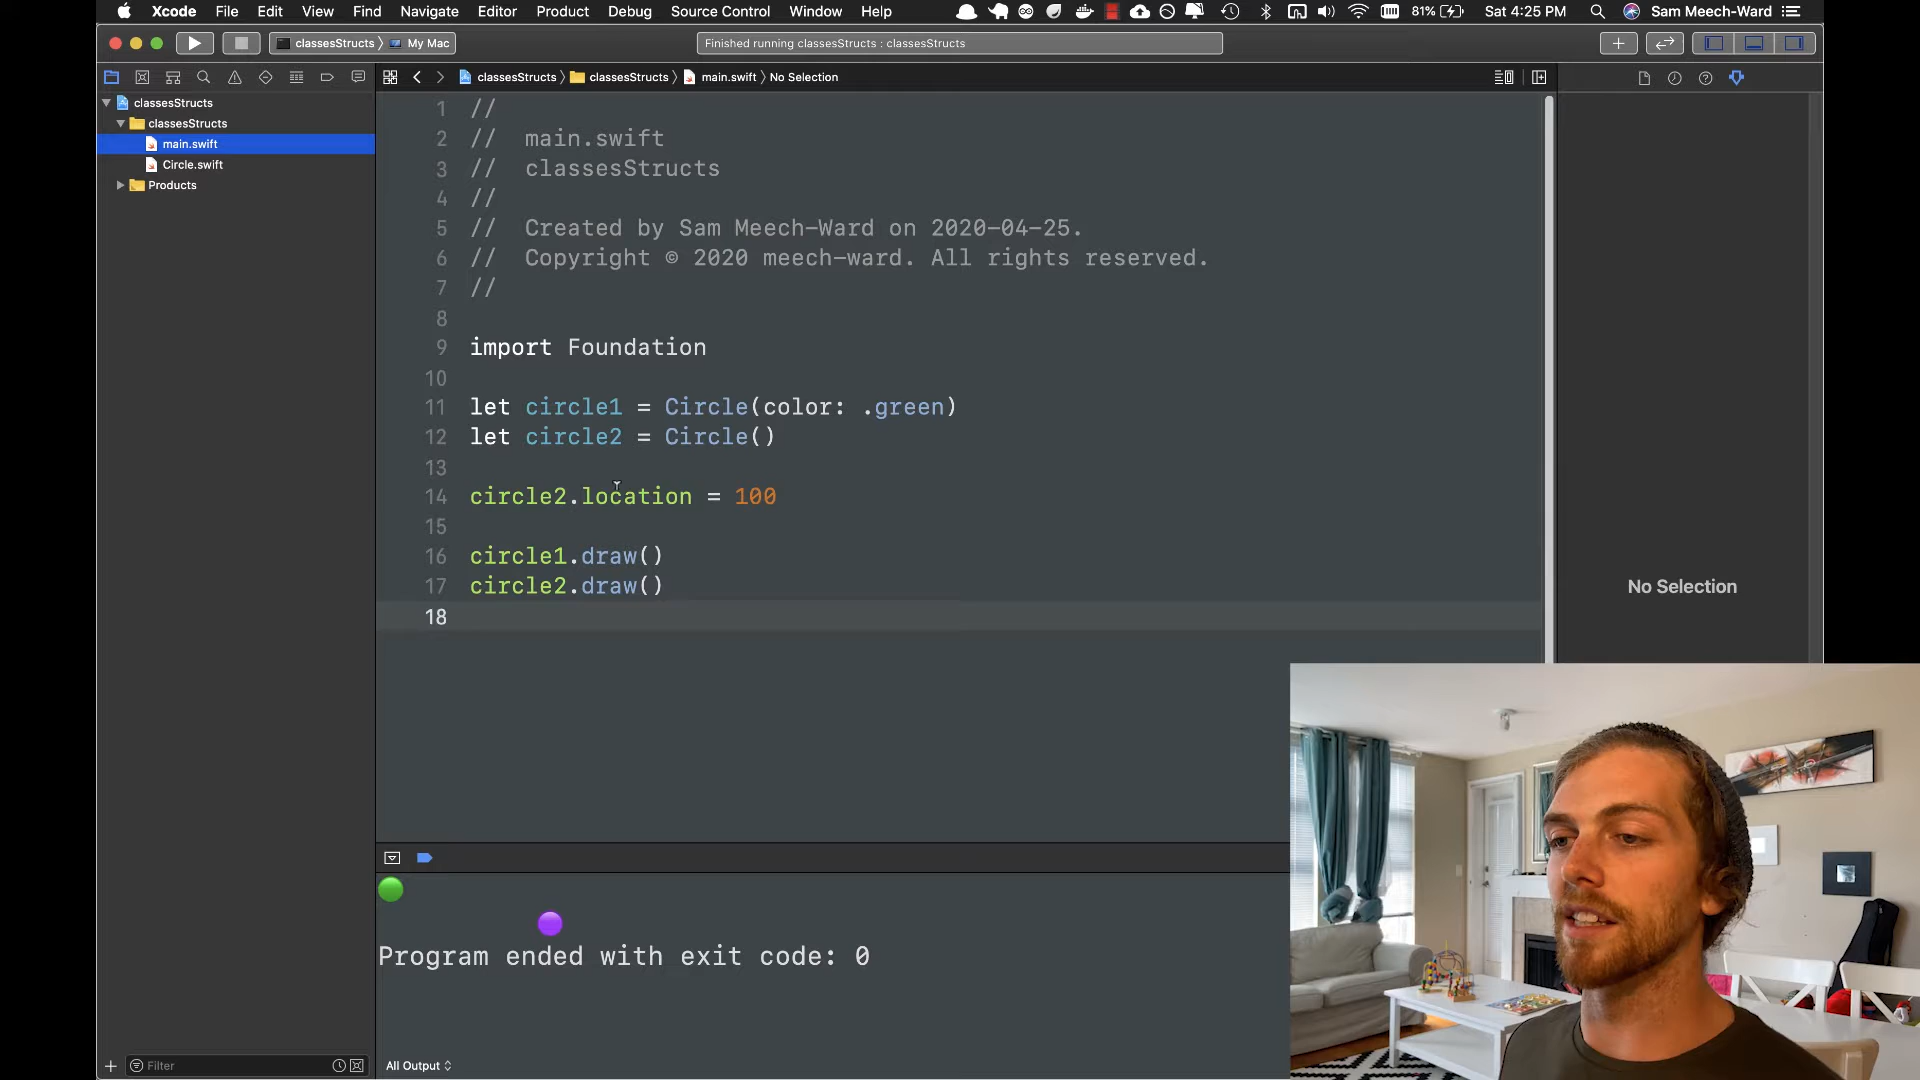 Xcode File Edit View Find Navigate Editor Product Debug Source Control Window Help 81% Sat 4:25 PM Sam Meech-Ward
classesStructs My Mac Finished running classesStructs : classesStructs
classesStructs classesStructs main.swift No Selection
classesStructs
classesStructs
main.swift
Circle.swift
Products
1 //
2 // main.swift
3 // classesStructs
4 //
5 // Created by Sam Meech-Ward on 2020-04-25.
6 // Copyright © 2020 meech-ward. All rights reserved.
7 //
8
9 import Foundation
10
11 let circle1 = Circle(color: .green)
12 let circle2 = Circle()
13
14 circle2.location = 100
15
16 circle1.draw()
17 circle2.draw()
18
No Selection
Program ended with exit code: 0
Filter
All Output